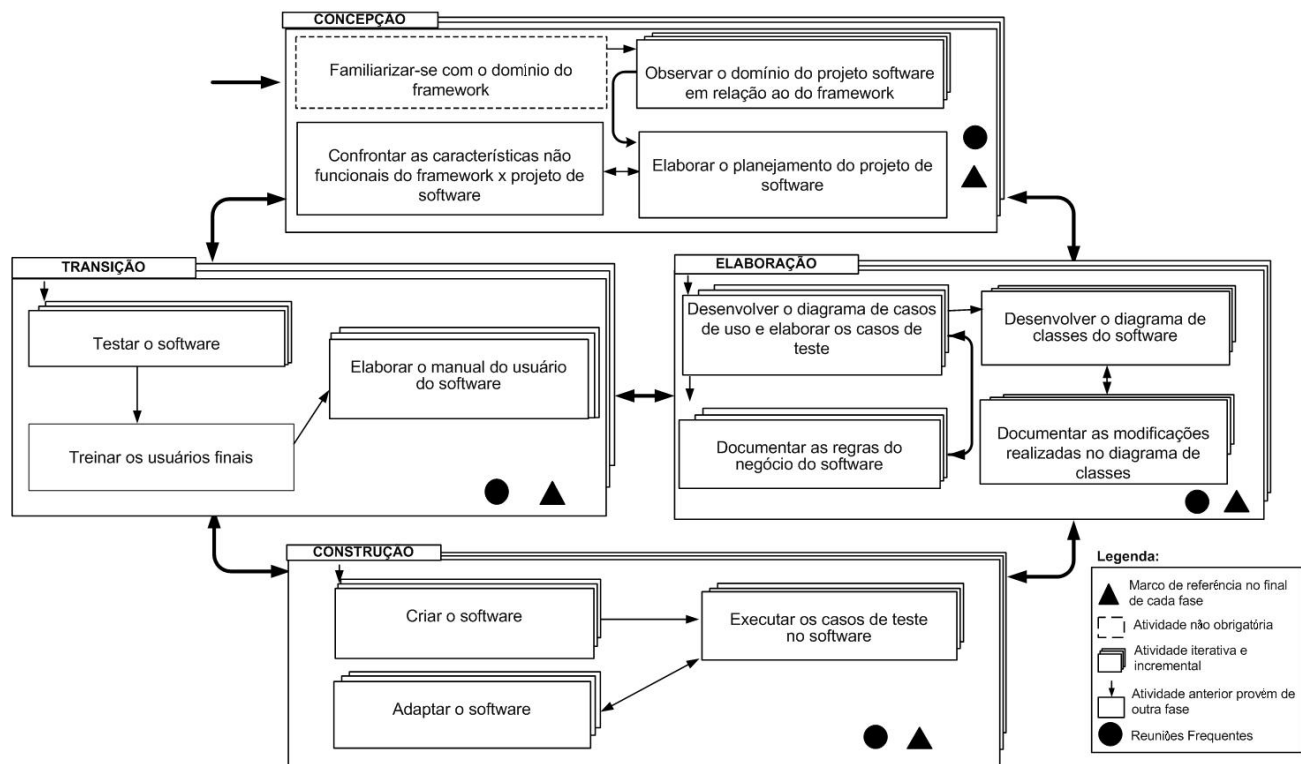 CONCEPÇÃO
Familiarizar-se com o domínio do
framework
Observar o domínio do projeto software
em relação ao do framework
Confrontar as características não
funcionais do framework x projeto de
software
Elaborar o planejamento do projeto de
software
TRANSIÇÃO
Testar o software
Elaborar o manual do usuário
do software
Treinar os usuários finais
ELABORAÇÃO
Desenvolver o diagrama de casos
de uso e elaborar os casos de
teste
Desenvolver o diagrama de
classes do software
Documentar as regras do
negócio do software
Documentar as modificações
realizadas no diagrama de
classes
CONSTRUÇÃO
Criar o software
Executar os casos de teste
no software
Adaptar o software
Legenda:
Marco de referência no final
de cada fase
Atividade não obrigatória
Atividade iterativa e
incremental
Atividade anterior provém de
outra fase
Reuniões Frequentes